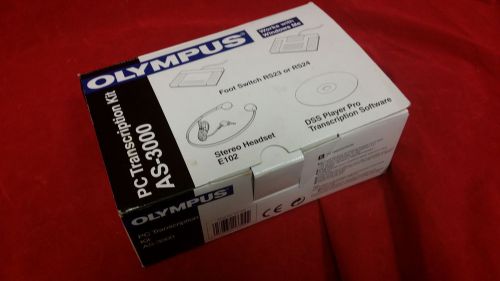 OLYMPUS
PC Transcription Kit
AS-3000
Works with
Windows Me
Foot Switch RS23 or RS24
Stereo Headset
E102
DSS Player Pro
Transcription Software
OLYMPUS
PC Transcription
Kit
AS-3000
CE